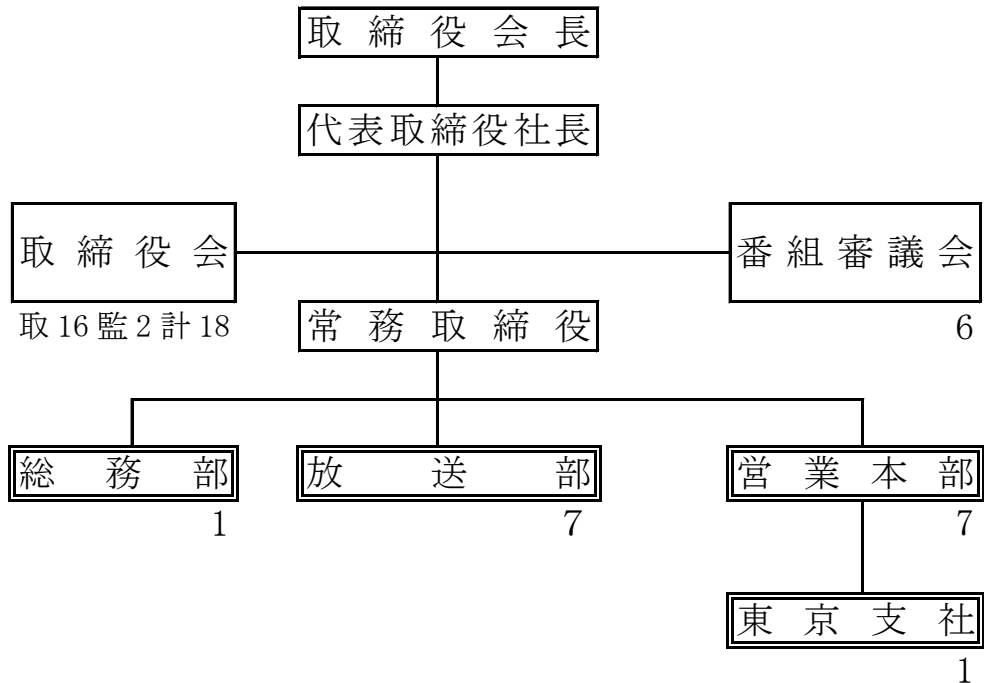 取締役会長
代表取締役社長
取締役会
番組審議会
取16監2計18
常務取締役
6
総務部
放送部
営業本部
1
7
7
東京支社
1